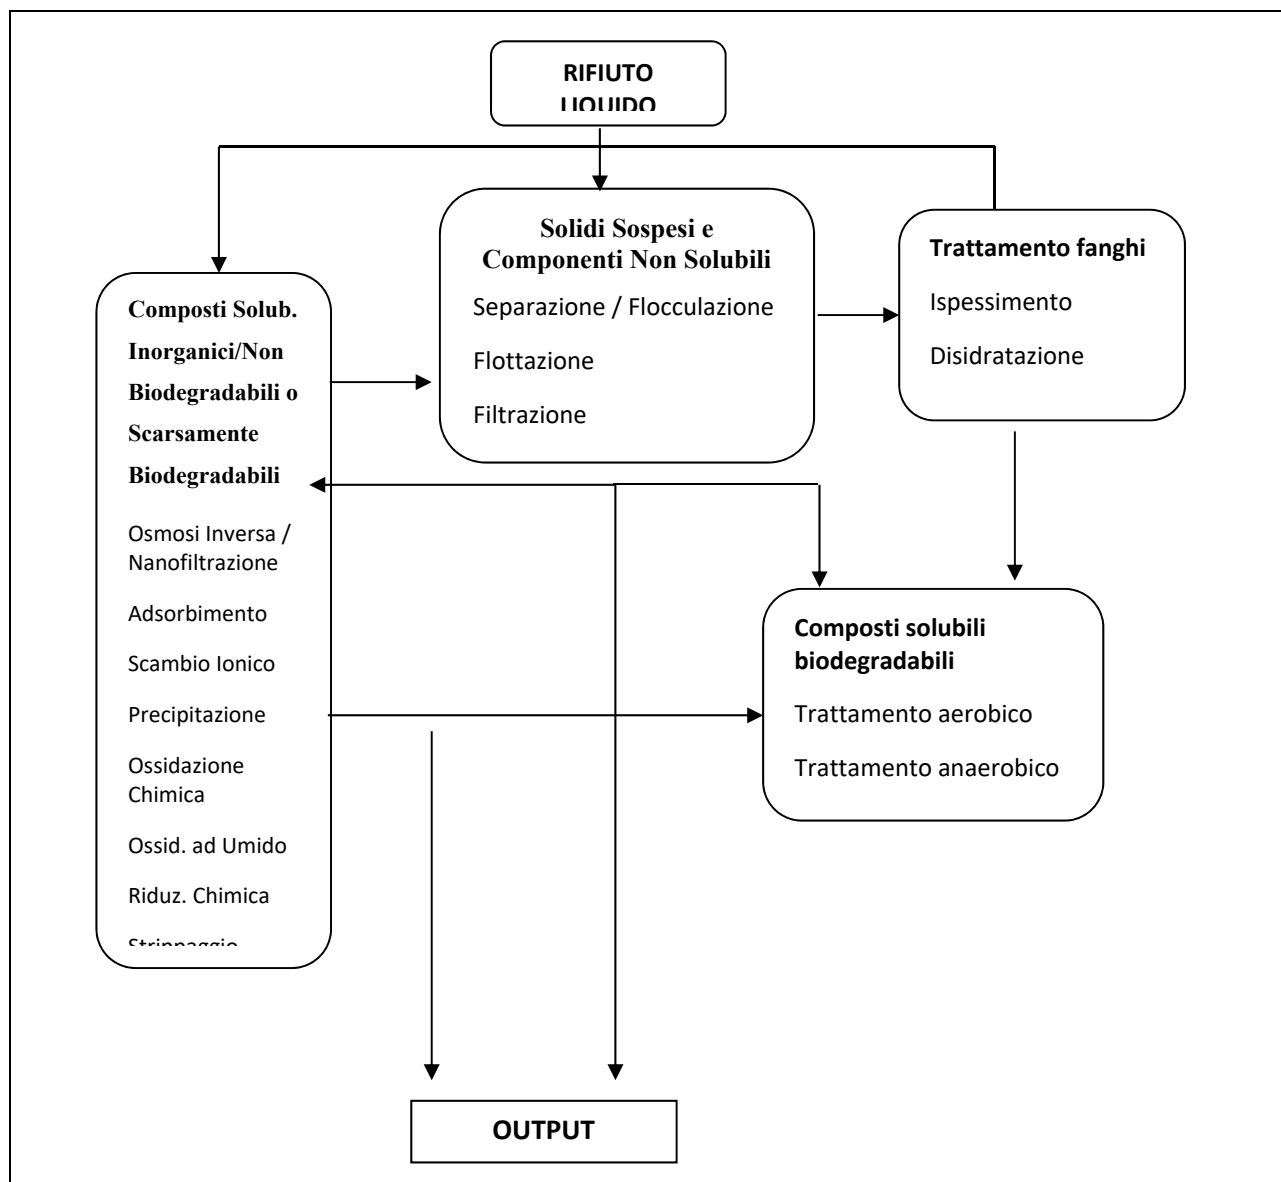 RIFIUTO
LIQUIDO
Solidi Sospesi e
Componenti Non Solubili
Separazione / Flocculazione
Flottazione
Filtrazione
Trattamento fanghi
Ispessimento
Disidratazione
Composti Solub.
Inorganici/Non
Biodegradabili o
Scarsamente
Biodegradabili
Osmosi Inversa /
Nanofiltrazione
Adsorbimento
Scambio Ionico
Precipitazione
Ossidazione
Chimica
Ossid. ad Umido
Riduz. Chimica
Strippaggio
Composti solubili
biodegradabili
Trattamento aerobico
Trattamento anaerobico
OUTPUT